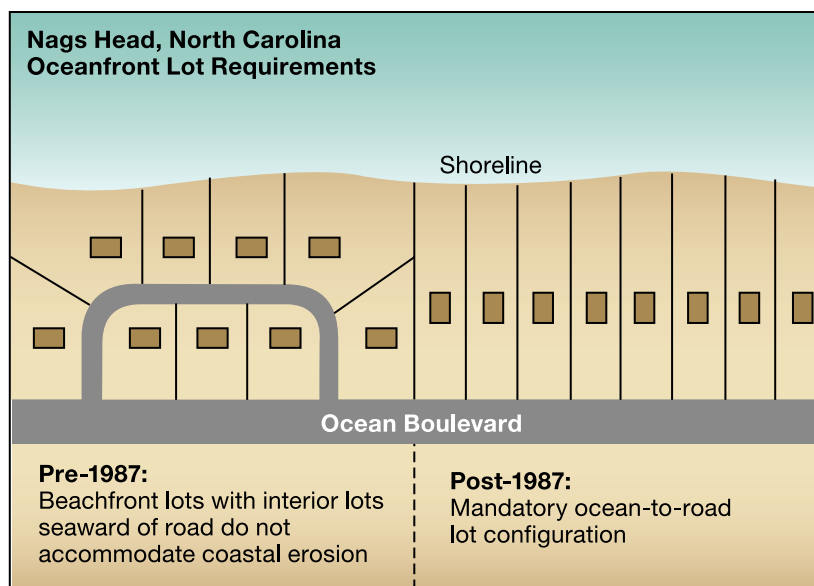 Nags Head, North Carolina
Oceanfront Lot Requirements
Shoreline
Ocean Boulevard
Pre-1987:
Beachfront lots with interior lots
seaward of road do not
accommodate coastal erosion
Post-1987:
Mandatory ocean-to-road
lot configuration